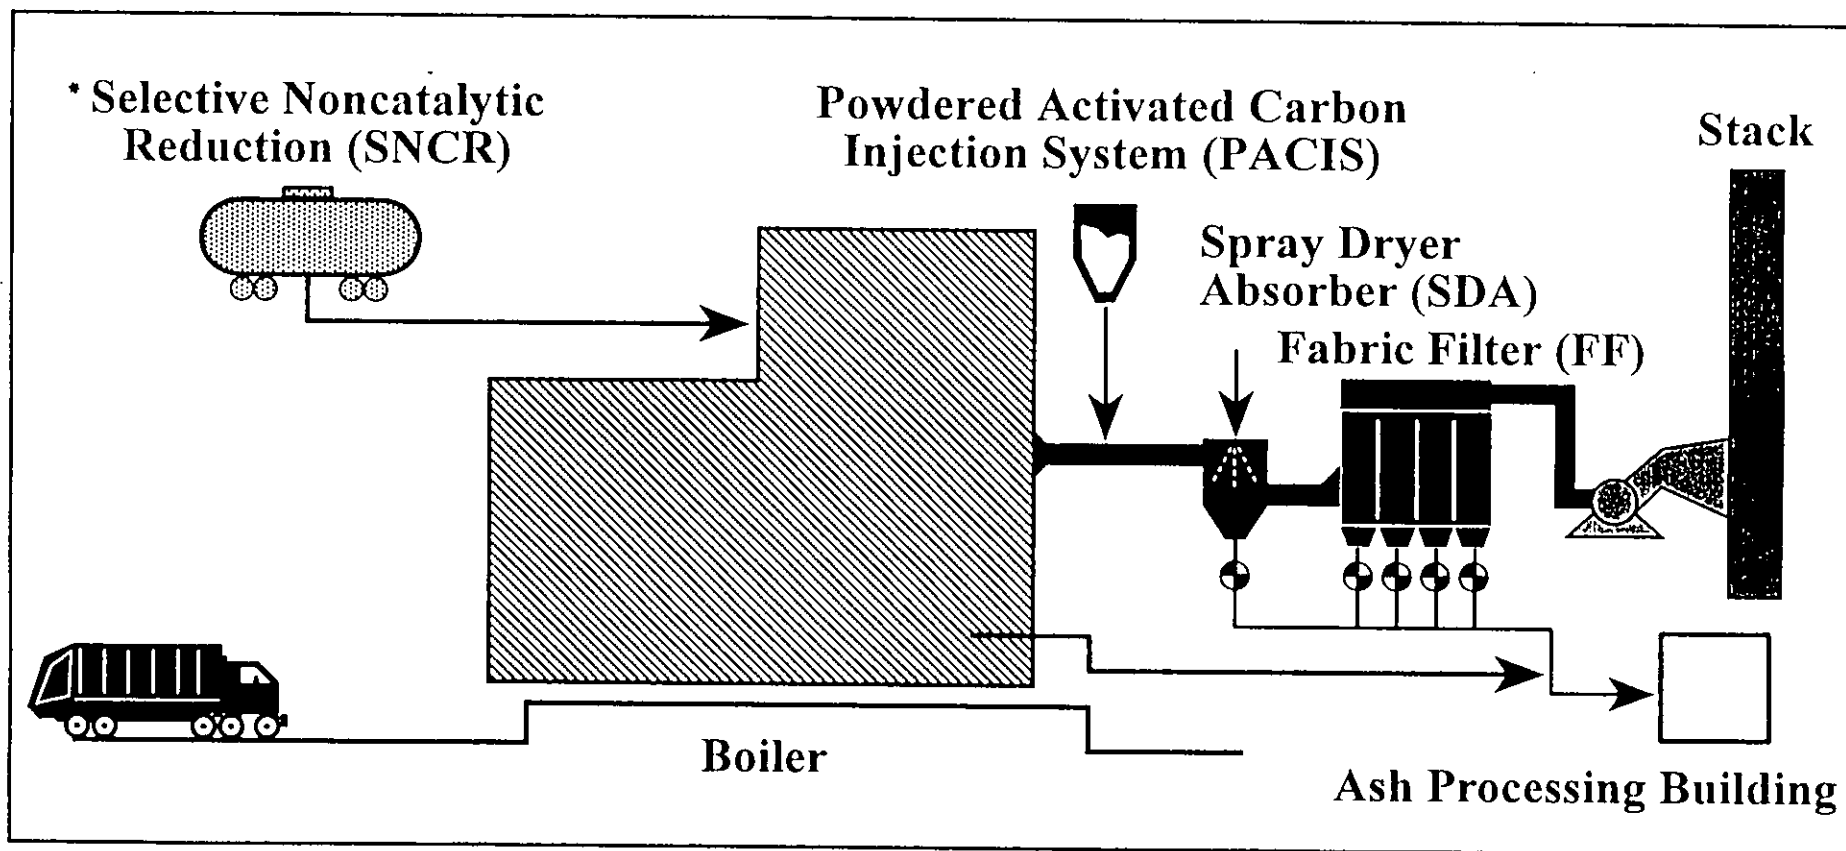 * Selective Noncatalytic
Reduction (SNCR)
Powdered Activated Carbon
Injection System (PACIS)
Stack
Spray Dryer
Absorber (SDA)
Fabric Filter (FF)
Boiler
Ash Processing Building